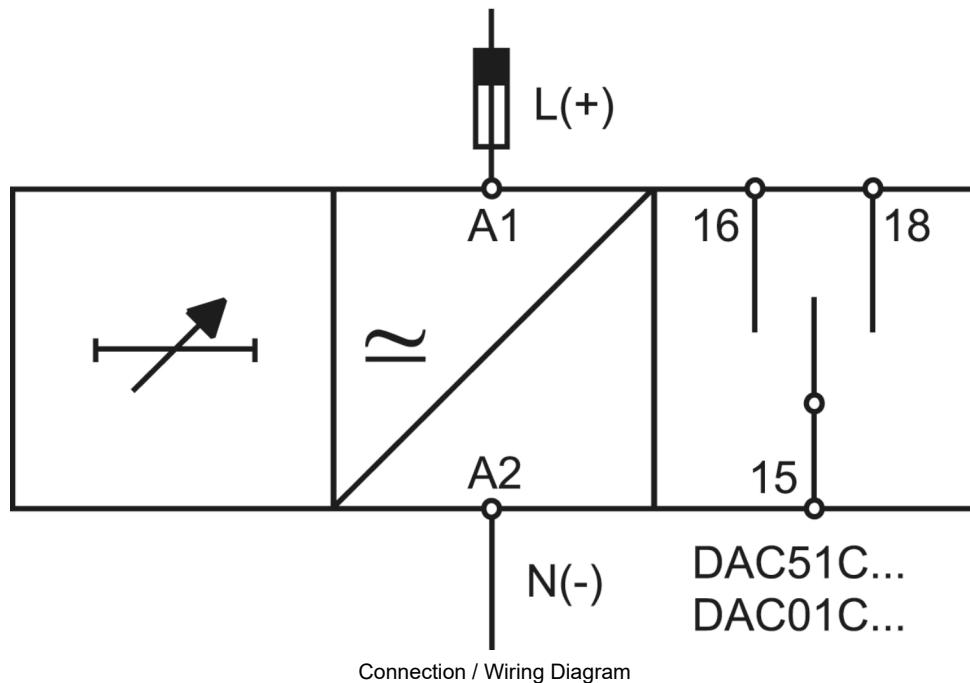 L(+)
A1
16
18
≃
A2
15
N(-)
DAC51C...
DAC01C...
Connection / Wiring Diagram